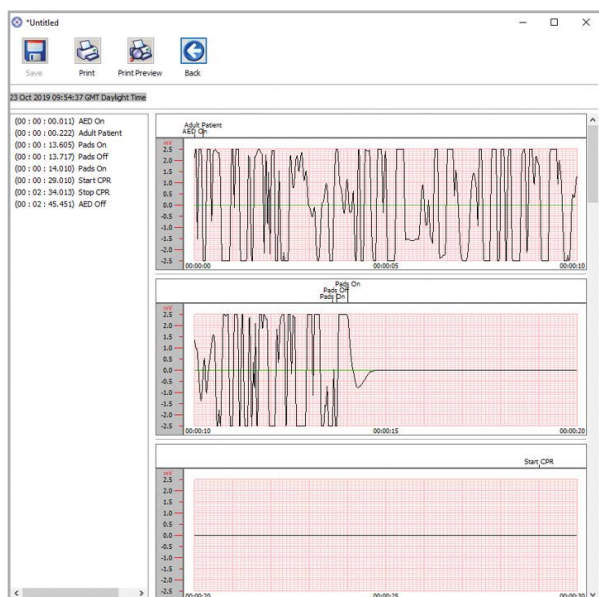 *Untitled
Save Print Print Preview Back
23 Oct 2019 09:54:37 GMT Daylight Time
(00 : 00 : 00.011) AED On
(00 : 00 : 00.222) Adult Patient
(00 : 00 : 13.605) Pads On
(00 : 00 : 13.717) Pads Off
(00 : 00 : 14.010) Pads On
(00 : 00 : 29.010) Start CPR
(00 : 02 : 34.013) Stop CPR
(00 : 02 : 45.451) AED Off
Adult Patient
AED On
mV
2.5
2.0
1.5
1.0
0.5
0.0
-0.5
-1.0
-1.5
-2.0
-2.5
00:00:00 00:00:05 00:00:10
Pads On
Pads Off
Pads On
mV
2.5
2.0
1.5
1.0
0.5
0.0
-0.5
-1.0
-1.5
-2.0
-2.5
00:00:10 00:00:15 00:00:20
Start CPR
mV
2.5
2.0
1.5
1.0
0.5
0.0
-0.5
-1.0
-1.5
-2.0
-2.5
00:00:20 00:00:25 00:00:30